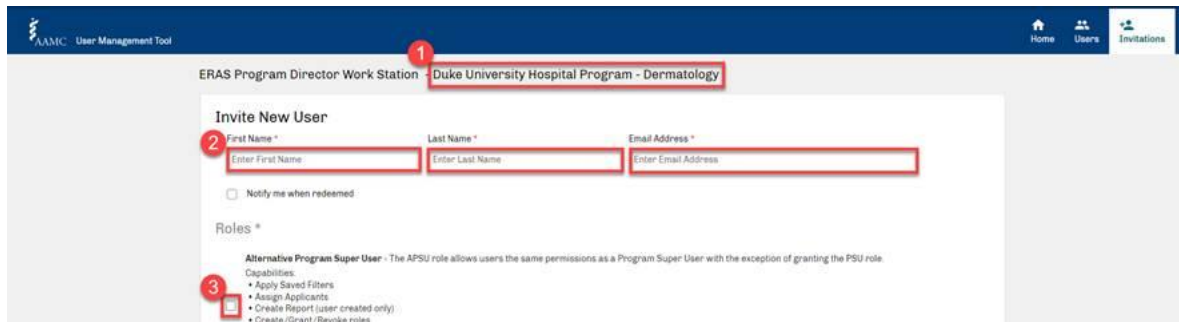 AAMC User Management Tool
Home Users Invitations
1
ERAS Program Director Work Station - Duke University Hospital Program - Dermatology
Invite New User
2
First Name * Last Name * Email Address *
Enter First Name Enter Last Name Enter Email Address
Notify me when redeemed
Roles *
Alternative Program Super User - The APSU role allows users the same permissions as a Program Super User with the exception of granting the PSU role.
Capabilities:
• Apply Saved Filters
3
• Assign Applicants
• Create Report (user created only)
• Create/Grant/Revoke roles